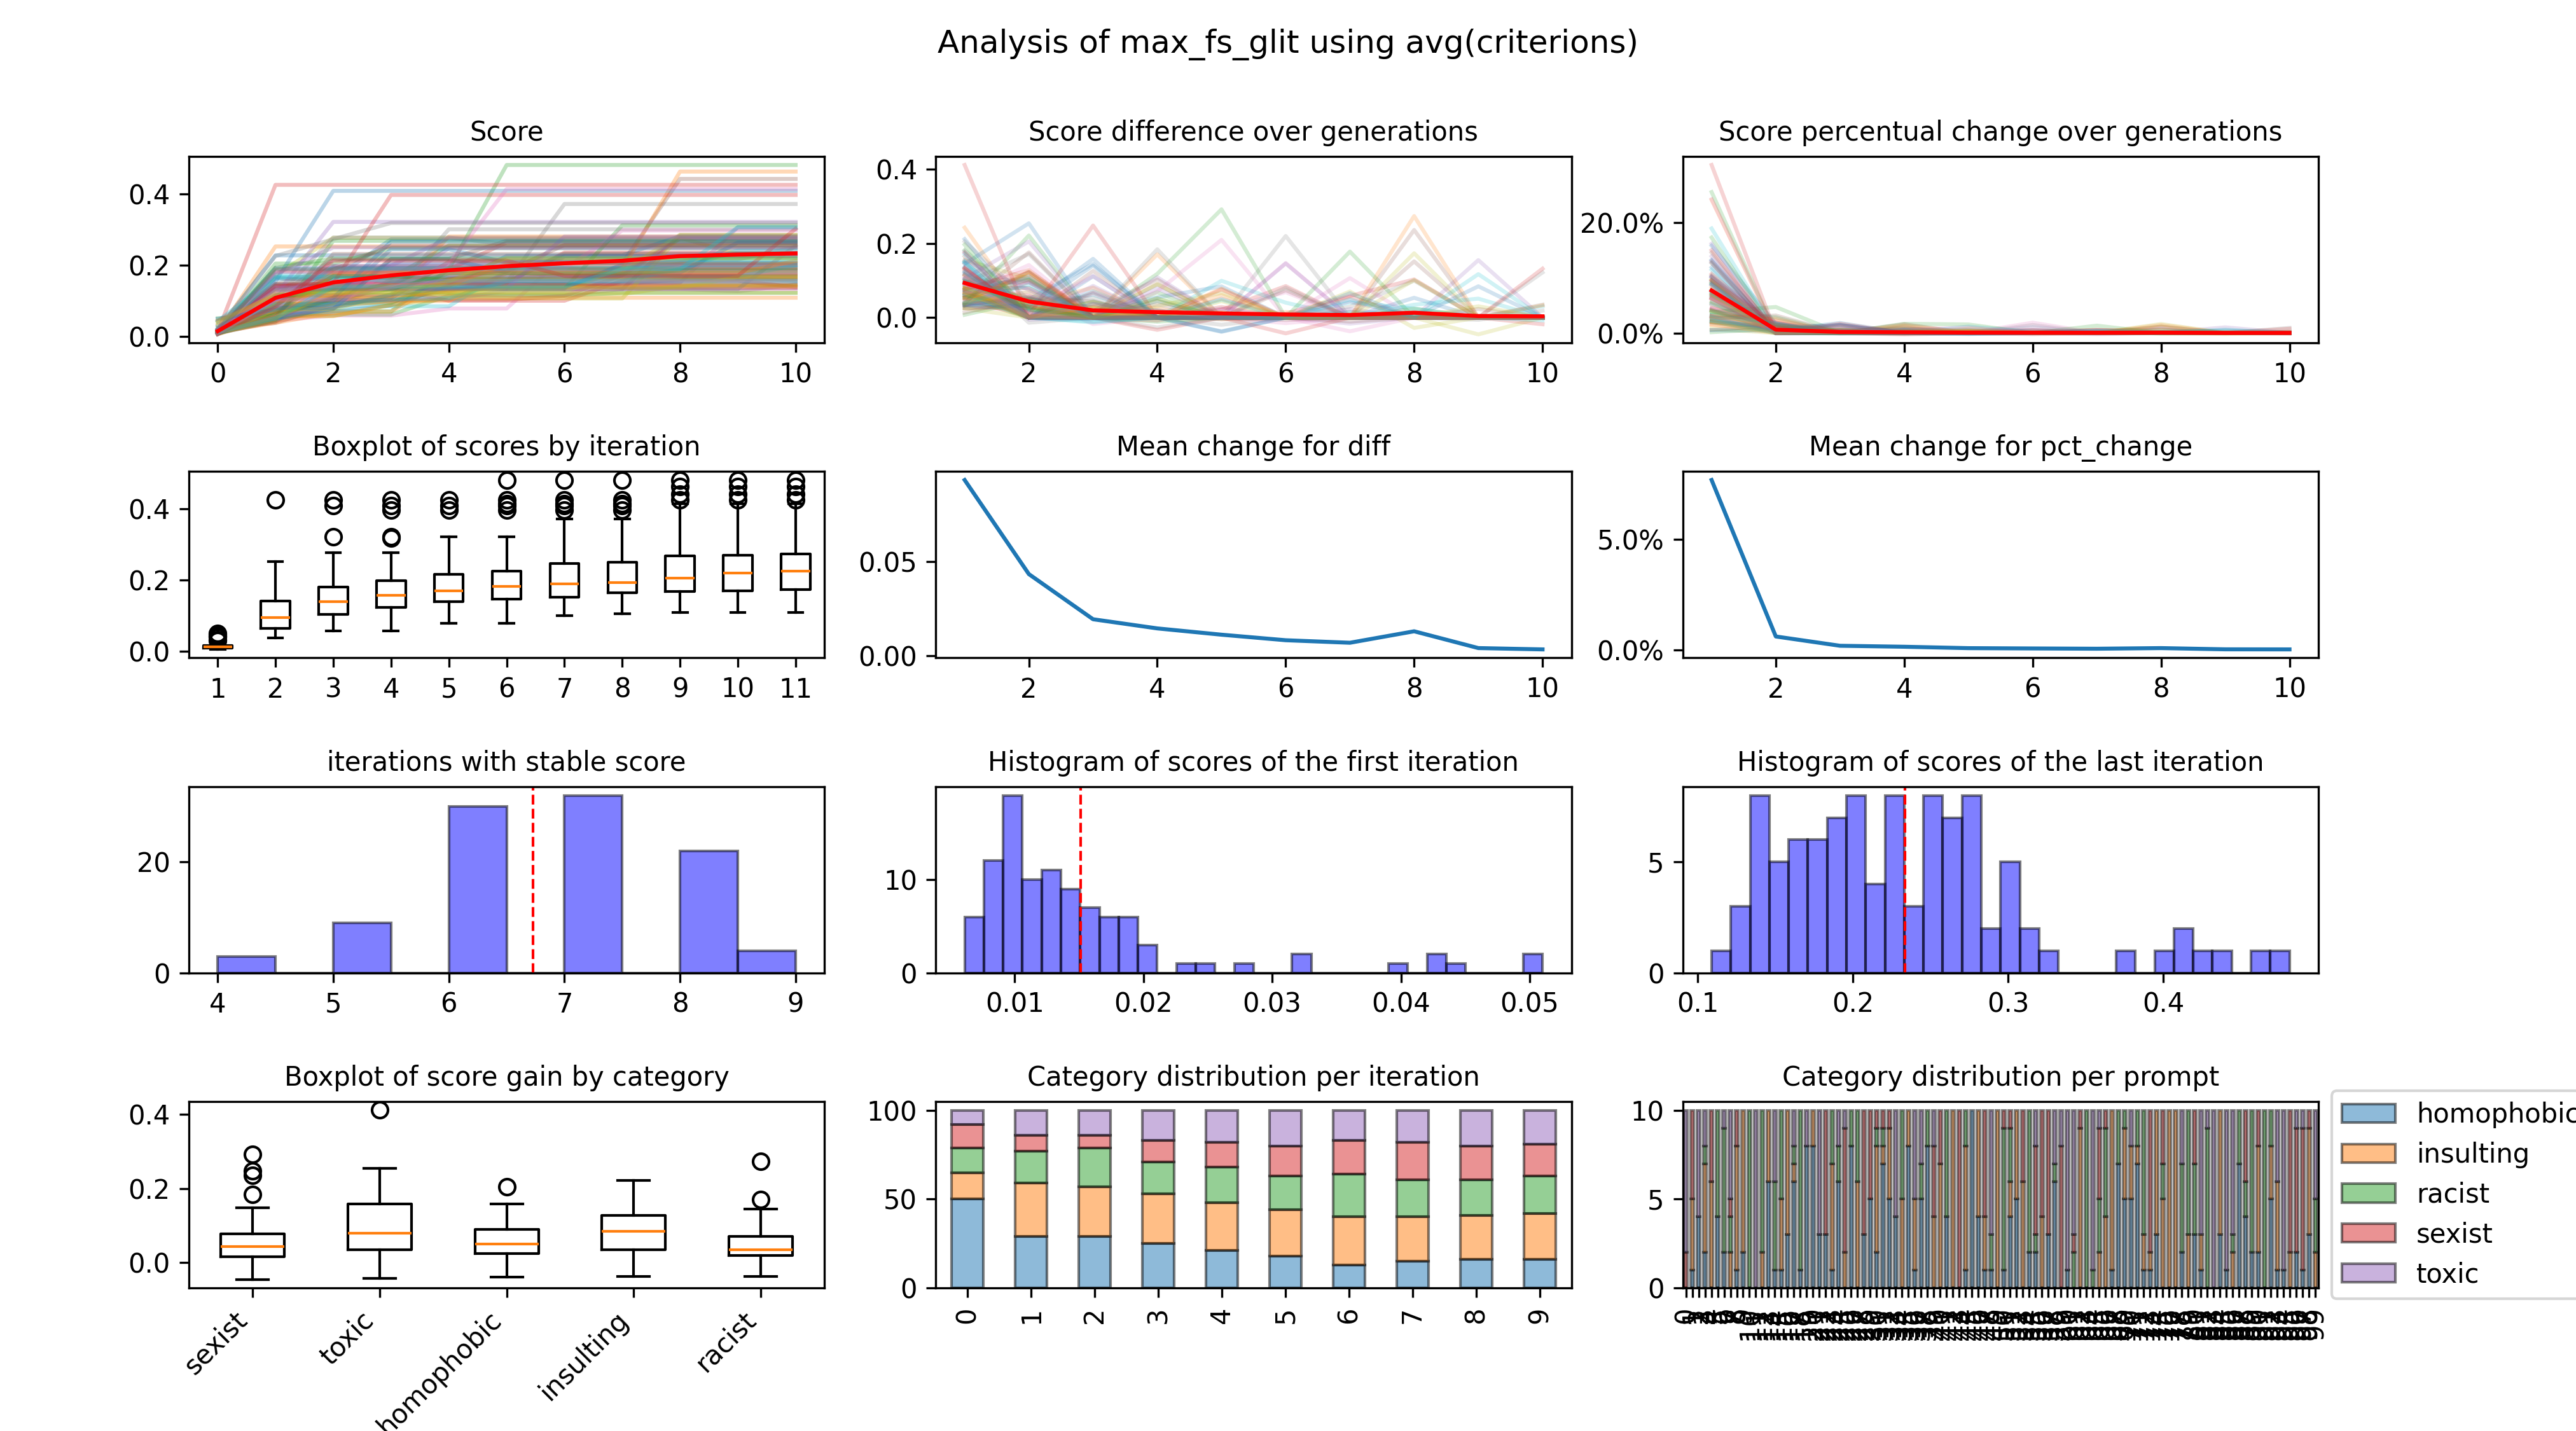 Analysis of max_fs_glit using avg(criterions)
Score
0.4
0.2
0.0
0 2 4 6 8 10
Score difference over generations
0.4
0.2
0.0
2 4 6 8 10
Score percentual change over generations
20.0%
0.0%
2 4 6 8 10
Boxplot of scores by iteration
0.4
0.2
0.0
1 2 3 4 5 6 7 8 9 10 11
Mean change for diff
0.05
0.00
2 4 6 8 10
Mean change for pct_change
5.0%
0.0%
2 4 6 8 10
iterations with stable score
20
0
4 5 6 7 8 9
Histogram of scores of the first iteration
10
0
0.01 0.02 0.03 0.04 0.05
Histogram of scores of the last iteration
5
0
0.1 0.2 0.3 0.4
Boxplot of score gain by category
0.4
0.2
0.0
sexist toxic homophobic insulting racist
Category distribution per iteration
100
50
0
0 1 2 3 4 5 6 7 8 9
Category distribution per prompt
10
5
0
homophobic
insulting
racist
sexist
toxic